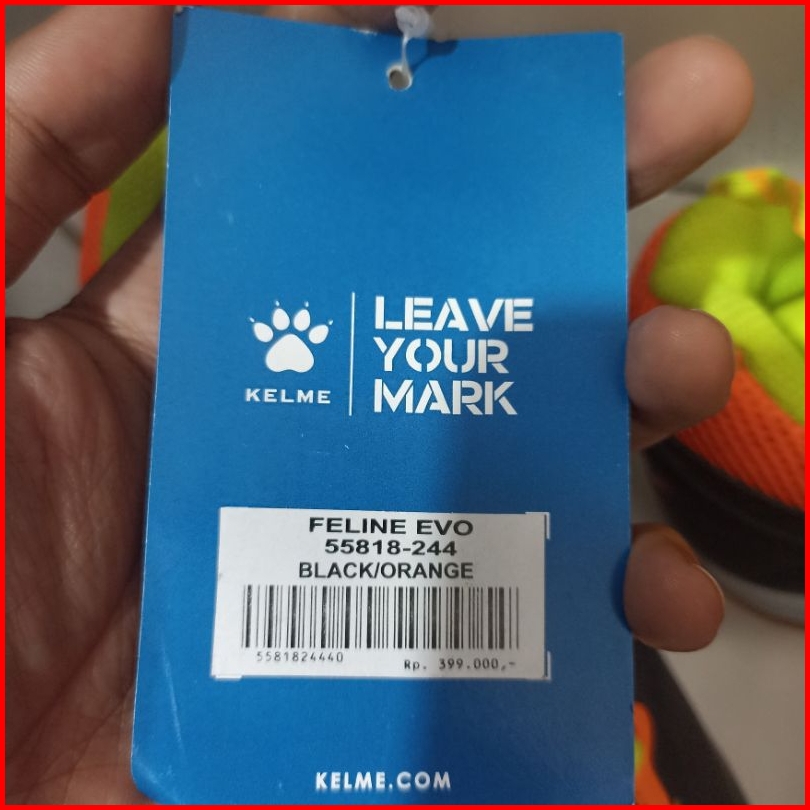 KELME
LEAVE
YOUR
MARK
FELINE EVO
55818-244
BLACK/ORANGE
5581824440
Rp. 399.000,-
KELME.COM